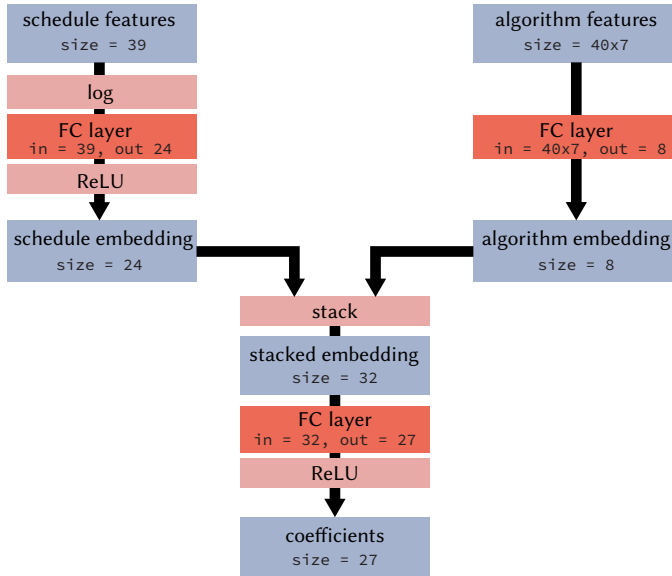 schedule features
size = 39
log
FC layer
in = 39, out 24
ReLU
schedule embedding
size = 24
algorithm features
size = 40x7
FC layer
in = 40x7, out = 8
algorithm embedding
size = 8
stack
stacked embedding
size = 32
FC layer
in = 32, out = 27
ReLU
coefficients
size = 27